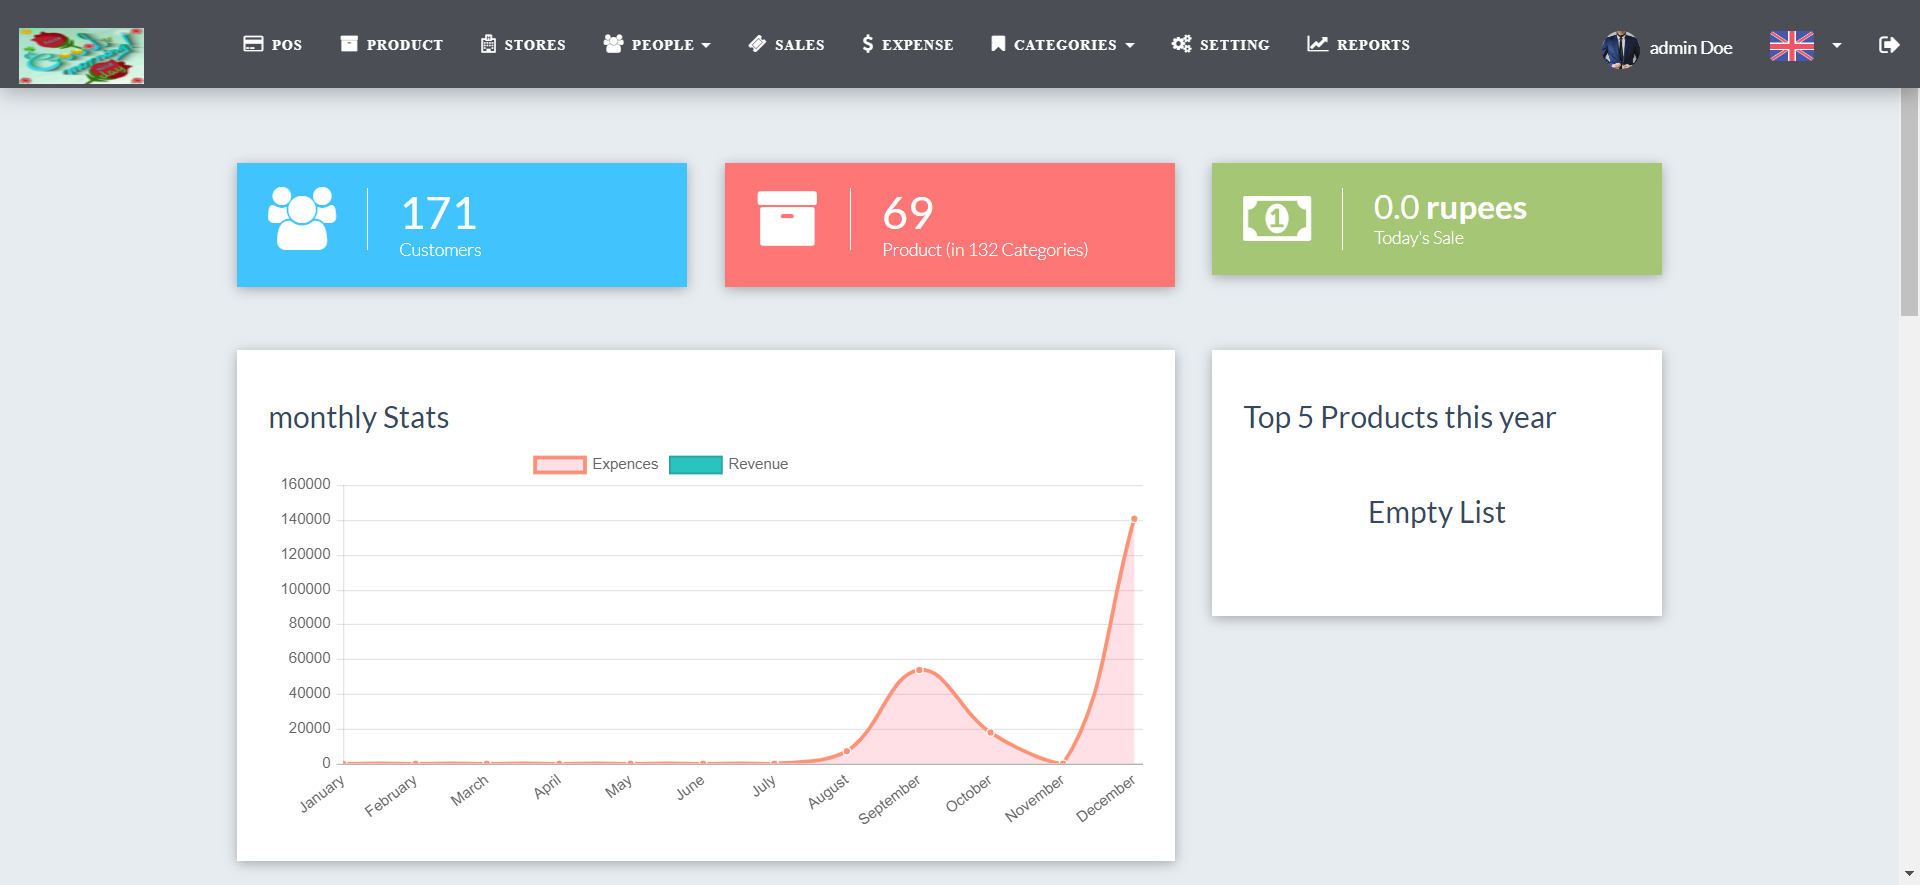 POS PRODUCT STORES PEOPLE SALES EXPENSE CATEGORIES SETTING REPORTS admin Doe
171
Customers
69
Product (in 132 Categories)
0.0 rupees
Today's Sale
monthly Stats
Expences Revenue
160000
140000
120000
100000
80000
60000
40000
20000
0
January February March April May June July August September October November December
Top 5 Products this year
Empty List